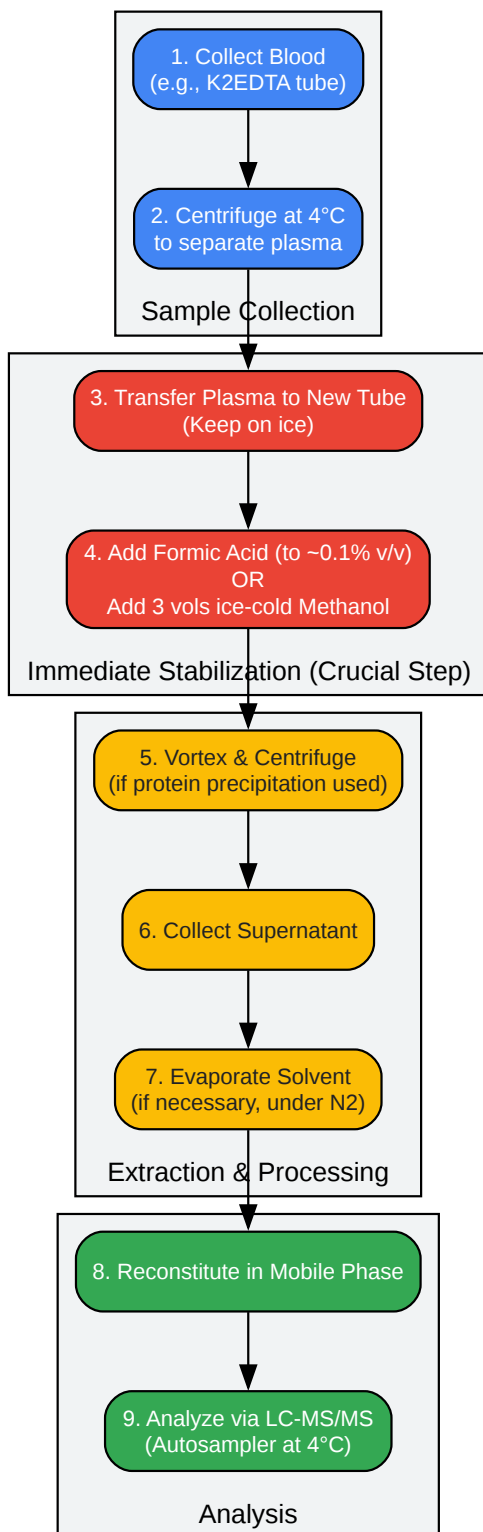 1. Collect Blood
(e.g., K2EDTA tube)
2. Centrifuge at 4°C
to separate plasma
Sample Collection
3. Transfer Plasma to New Tube
(Keep on ice)
4. Add Formic Acid (to ~0.1% v/v)
OR
Add 3 vols ice-cold Methanol
Immediate Stabilization (Crucial Step)
5. Vortex & Centrifuge
(if protein precipitation used)
6. Collect Supernatant
7. Evaporate Solvent
(if necessary, under N2)
Extraction & Processing
8. Reconstitute in Mobile Phase
9. Analyze via LC-MS/MS
(Autosampler at 4°C)
Analysis